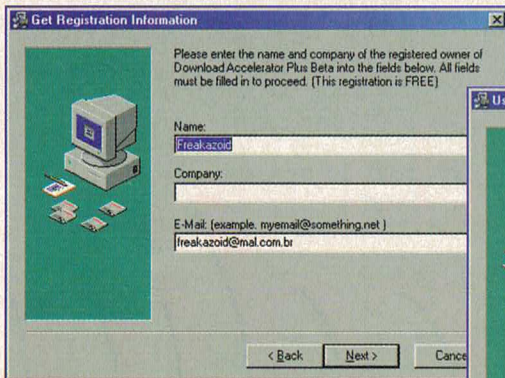 Get Registration Information
Please enter the name and company of the registered owner of
Download Accelerator Plus Beta into the fields below. All fields
must be filled in to proceed. (This registration is FREE)
Name:
Freakazoid
Company:
E-Mail: (example. myemail@something.net )
freakazoid@mal.com.br
< Back
Next >
Cance
Us